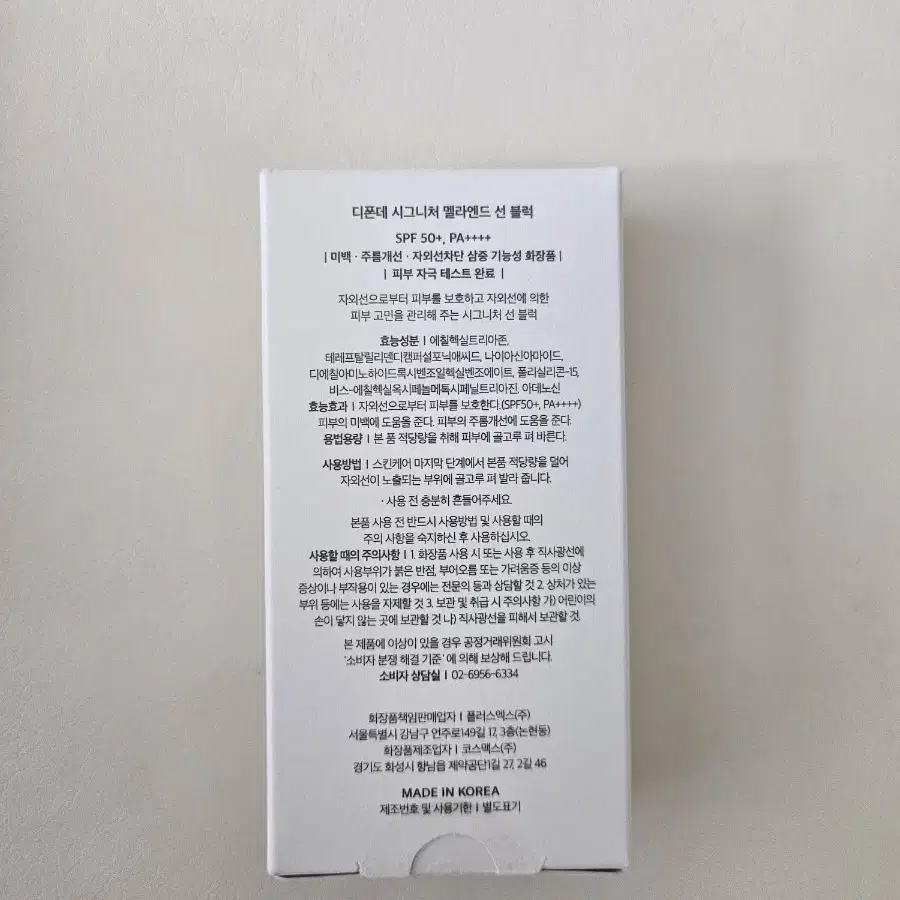 디폰데 시그니처 멜라엔드 선 블럭
SPF 50+, PA++++
| 미백 · 주름개선 · 자외선차단 삼중 기능성 화장품 |
| 피부 자극 테스트 완료 |
자외선으로부터 피부를 보호하고 자외선에 의한
피부 고민을 관리해 주는 시그니처 선 블럭
효능성분 | 에칠헥실트리아존,
테레프탈릴리덴디캠퍼설포닉애씨드, 나이아신아마이드,
디에칠아미노하이드록시벤조일헥실벤조에이트, 폴리실리콘-15,
비스-에칠헥실옥시페놀메톡시페닐트리아진, 아데노신
효능효과 | 자외선으로부터 피부를 보호한다.(SPF50+, PA++++)
피부의 미백에 도움을 준다. 피부의 주름개선에 도움을 준다.
용법용량 | 본 품 적당량을 취해 피부에 골고루 펴 바른다.
사용방법 | 스킨케어 마지막 단계에서 본품 적당량을 덜어
자외선이 노출되는 부위에 골고루 펴 발라 줍니다.
· 사용 전 충분히 흔들어주세요.
본품 사용 전 반드시 사용방법 및 사용할 때의
주의 사항을 숙지하신 후 사용하십시오.
사용할 때의 주의사항 | 1. 화장품 사용 시 또는 사용 후 직사광선에
의하여 사용부위가 붉은 반점, 부어오름 또는 가려움증 등의 이상
증상이나 부작용이 있는 경우에는 전문의 등과 상담할 것 2. 상처가 있는
부위 등에는 사용을 자제할 것 3. 보관 및 취급 시 주의사항 가) 어린이의
손이 닿지 않는 곳에 보관할 것 나) 직사광선을 피해서 보관할 것.
본 제품에 이상이 있을 경우 공정거래위원회 고시
'소비자 분쟁 해결 기준' 에 의해 보상해 드립니다.
소비자 상담실 | 02-6956-6334
화장품책임판매업자 | 플러스엑스(주)
서울특별시 강남구 언주로149길 17, 3층(논현동)
화장품제조업자 | 코스맥스(주)
경기도 화성시 향남읍 제약공단1길 27, 2길 46
MADE IN KOREA
제조번호 및 사용기한 | 별도표기